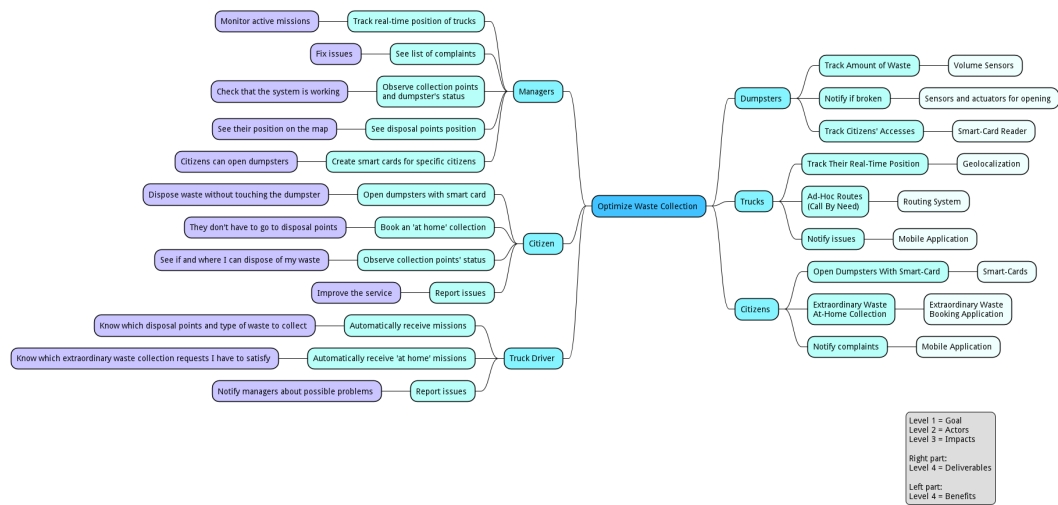 Optimize Waste Collection
Managers
Track real-time position of trucks
Monitor active missions
See list of complaints
Fix issues
Observe collection points
and dumpster's status
Check that the system is working
See disposal points position
See their position on the map
Create smart cards for specific citizens
Citizens can open dumpsters
Citizen
Open dumpsters with smart card
Dispose waste without touching the dumpster
Book an 'at home' collection
They don't have to go to disposal points
Observe collection points' status
See if and where I can dispose of my waste
Report issues
Improve the service
Truck Driver
Automatically receive missions
Know which disposal points and type of waste to collect
Automatically receive 'at home' missions
Know which extraordinary waste collection requests I have to satisfy
Report issues
Notify managers about possible problems
Dumpsters
Track Amount of Waste
Volume Sensors
Notify if broken
Sensors and actuators for opening
Track Citizens' Accesses
Smart-Card Reader
Trucks
Track Their Real-Time Position
Geolocalization
Ad-Hoc Routes
(Call By Need)
Routing System
Notify issues
Mobile Application
Citizens
Open Dumpsters With Smart-Card
Smart-Cards
Extraordinary Waste
At-Home Collection
Extraordinary Waste
Booking Application
Notify complaints
Mobile Application
Level 1 = Goal
Level 2 = Actors
Level 3 = Impacts
Right part:
Level 4 = Deliverables
Left part:
Level 4 = Benefits